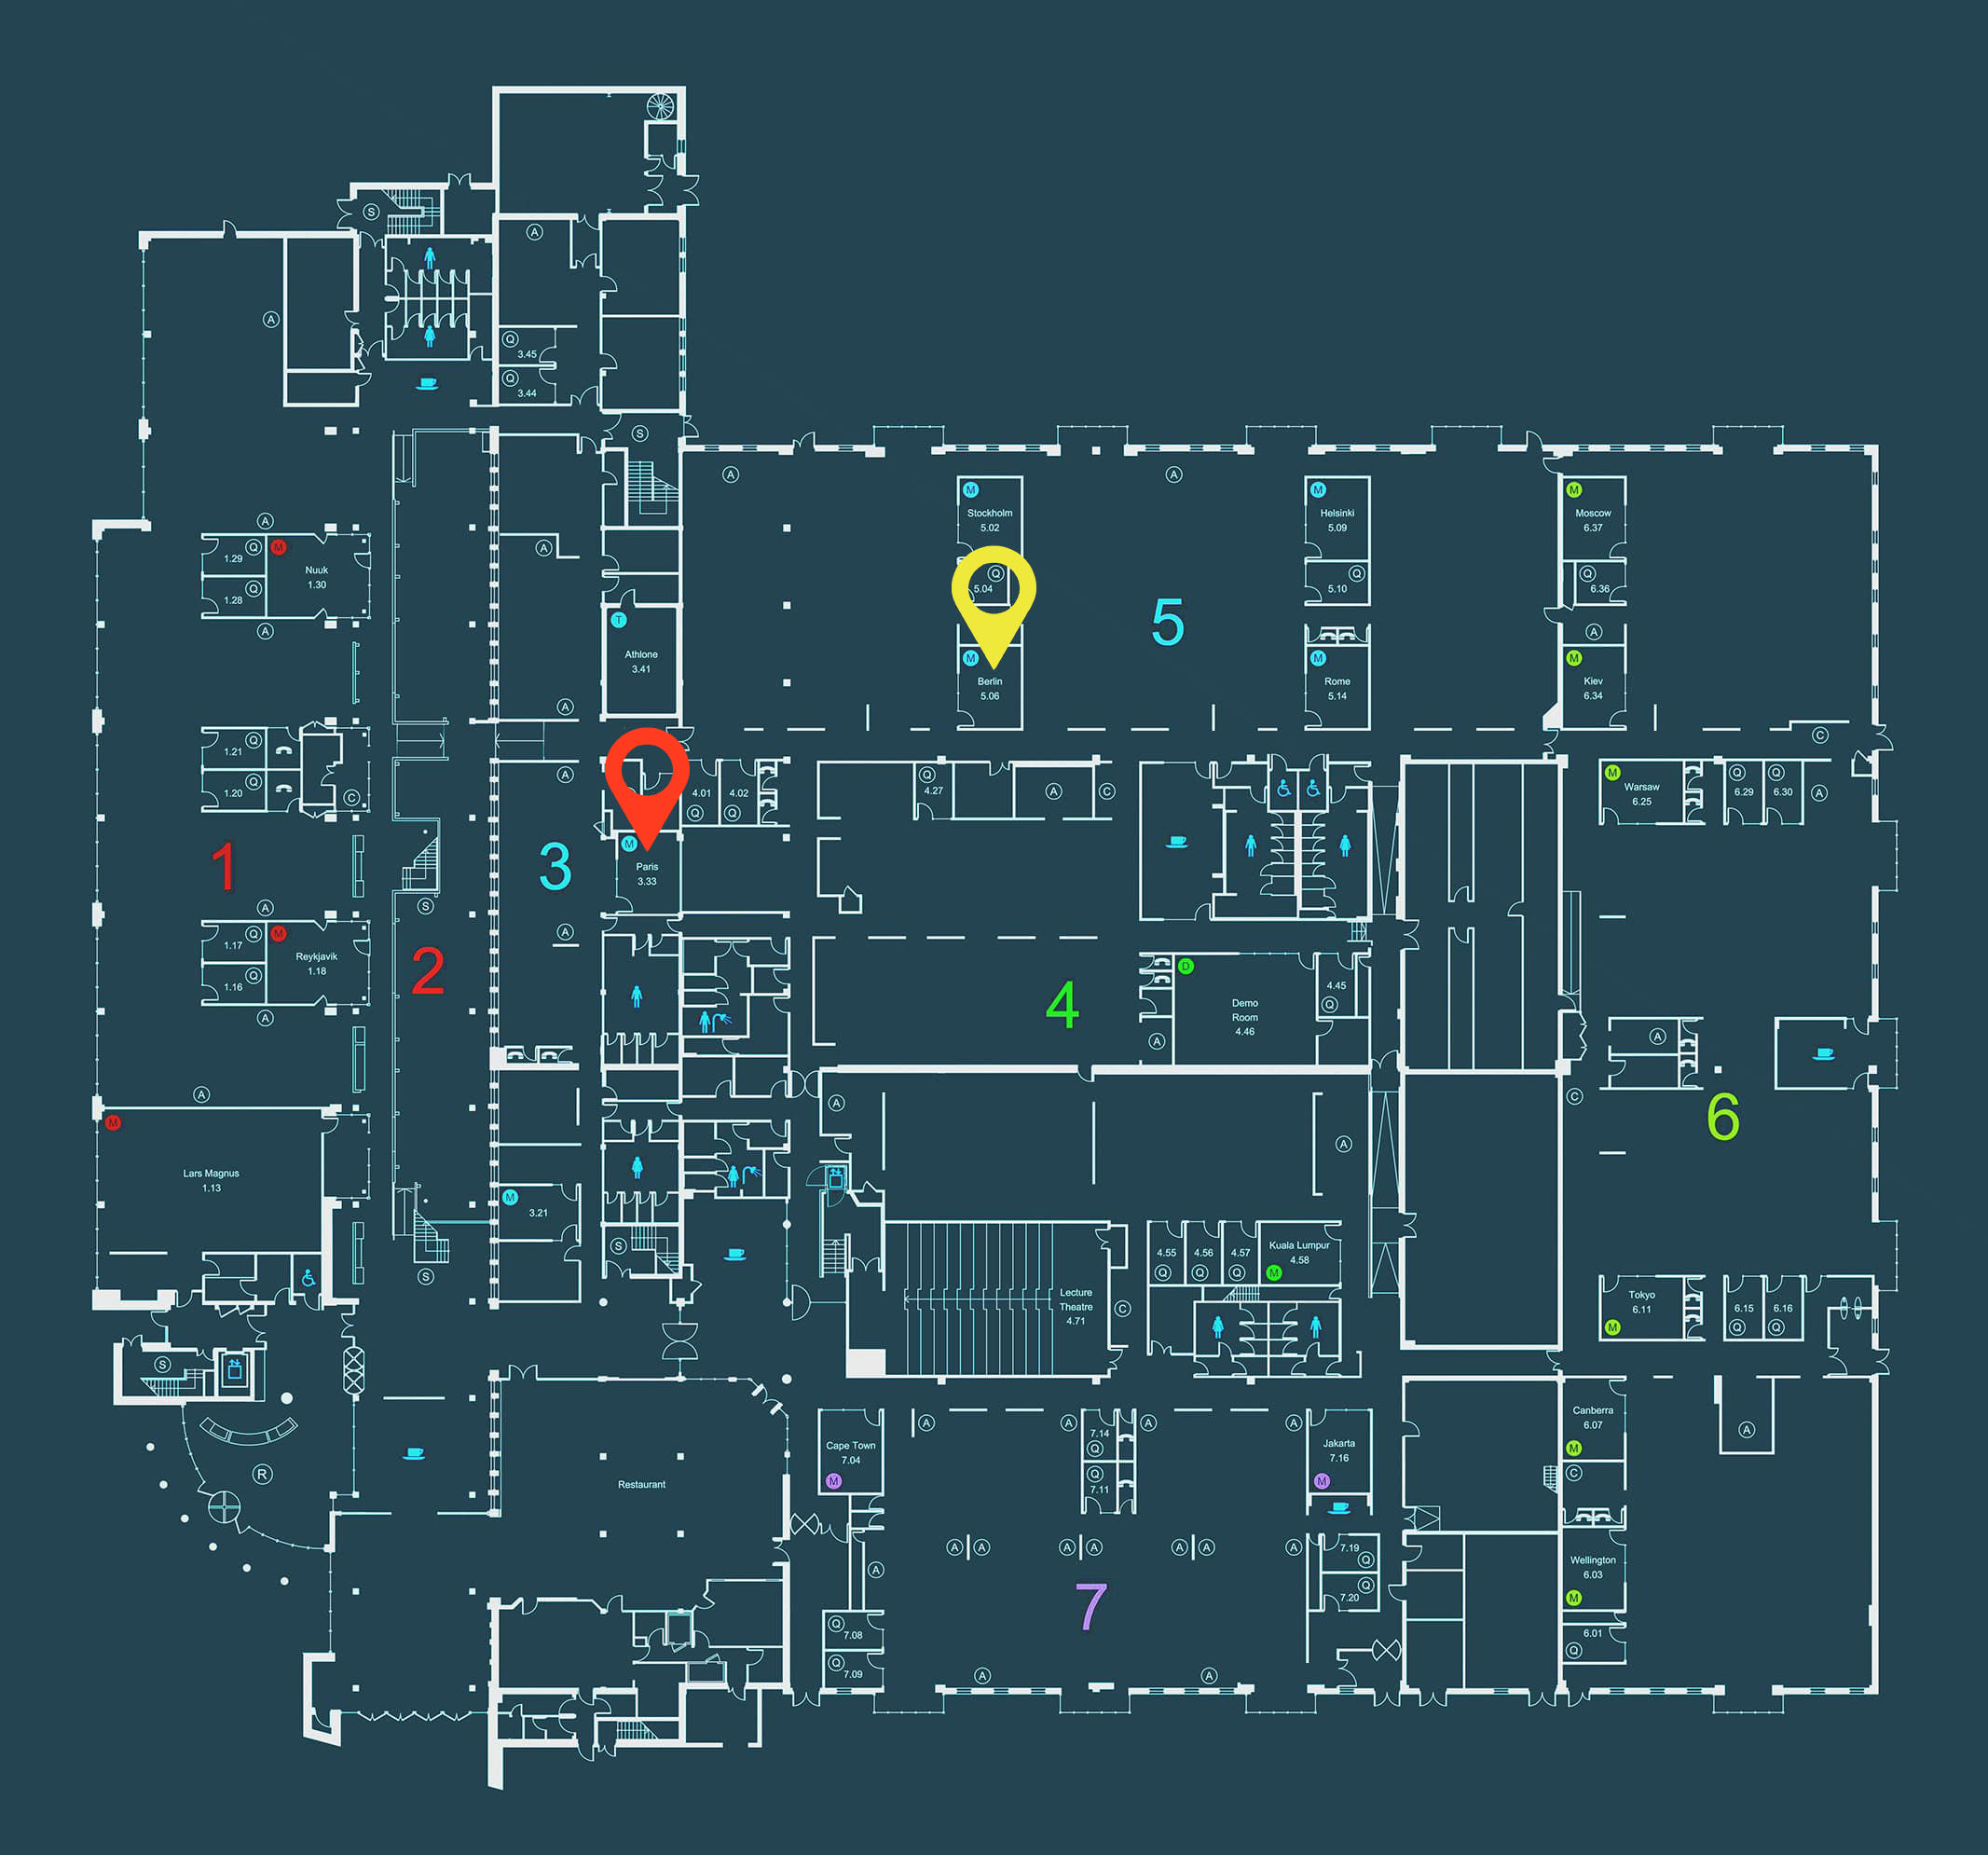 S
A
A
Q
3.45
Q
3.44
S
A
M
Stockholm
5.02
A
M
Helsinki
5.09
M
Moscow
6.37
A
Q
1.29
M
Nuuk
1.30
Q
1.28
A
A
Q
5.04
Q
5.10
Q
6.36
T
Athlone
3.41
5
A
M
Berlin
5.06
M
Rome
5.14
M
Kiev
6.34
A
Q
1.21
Q
1.20
C
A
4.01
Q
4.02
Q
Q
4.27
A
C
C
M
Warsaw
6.25
Q
6.29
Q
6.30
A
1
3
M
Paris
3.33
A
S
A
Q
1.17
M
Reykjavik
1.18
Q
1.16
A
2
4
D
Demo
Room
4.46
4.45
Q
A
A
A
M
Lars Magnus
1.13
A
A
C
6
M
3.21
S
S
4.55
Q
4.56
Q
4.57
Q
Kuala Lumpur
4.58
M
Lecture
Theatre
4.71
C
Tokyo
6.11
M
6.15
Q
6.16
Q
S
R
Restaurant
Cape Town
7.04
M
A
A
7.14
Q
Q
7.11
A
A
Jakarta
7.16
M
Canberra
6.07
M
C
A
A
A
A
A
A
A
A
A
7.19
Q
Q
7.20
Wellington
6.03
M
7
Q
7.08
Q
7.09
A
A
6.01
Q